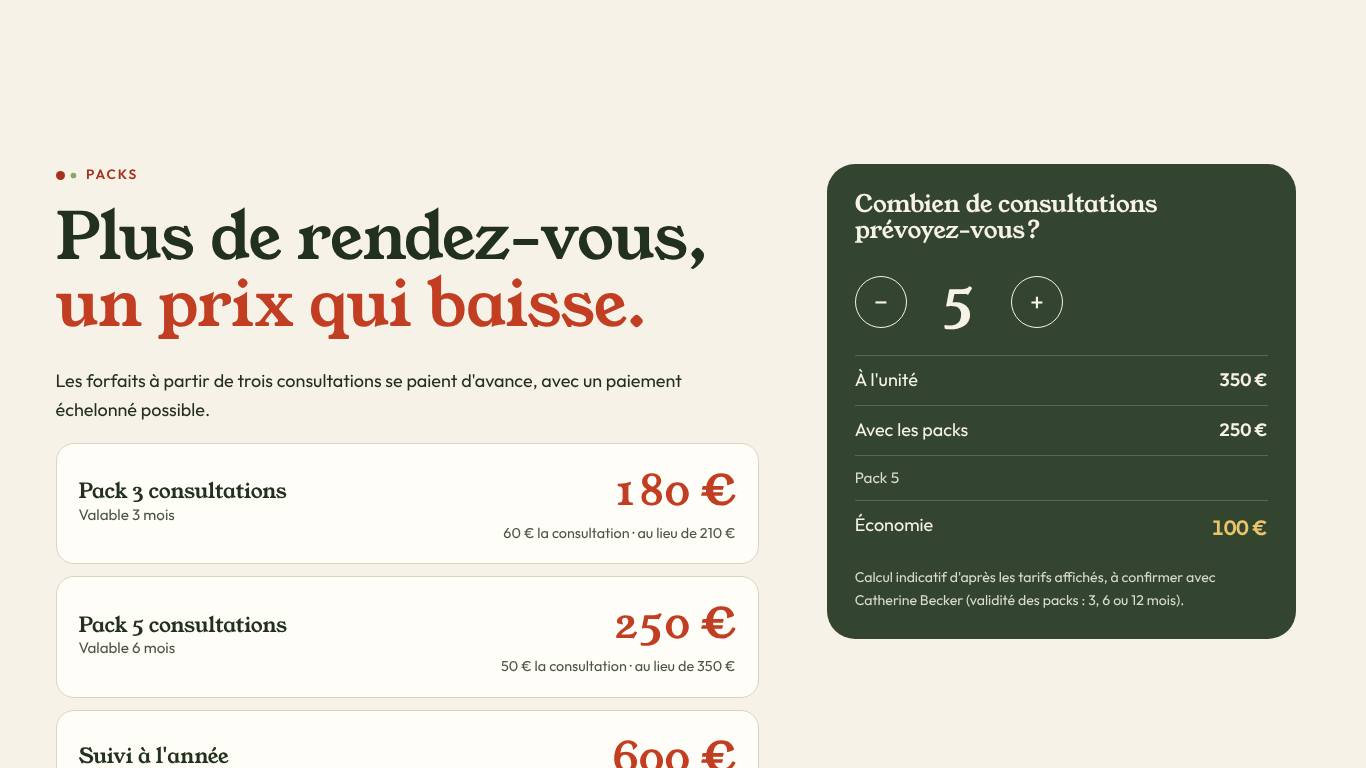 PACKS
Plus de rendez-vous,
un prix qui baisse.
Les forfaits à partir de trois consultations se paient d'avance, avec un paiement
échelonné possible.
Pack 3 consultations
Valable 3 mois
180 €
60 € la consultation · au lieu de 210 €
Pack 5 consultations
Valable 6 mois
250 €
50 € la consultation · au lieu de 350 €
Suivi à l'année
600 €
Combien de consultations
prévoyez-vous ?
− 5 +
À l'unité 350 €
Avec les packs 250 €
Pack 5
Économie 100 €
Calcul indicatif d'après les tarifs affichés, à confirmer avec
Catherine Becker (validité des packs : 3, 6 ou 12 mois).